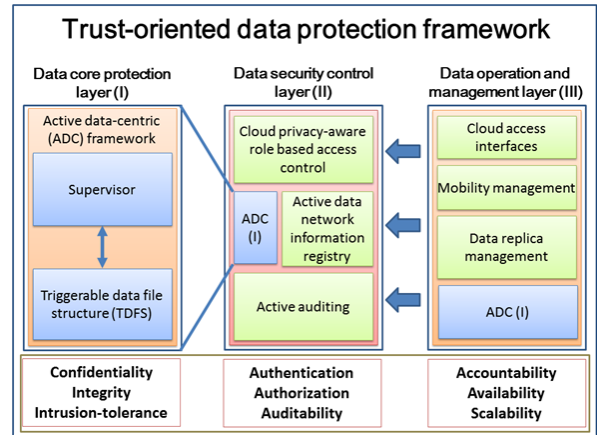 Trust-oriented data protection framework
Data core protection
layer (I)
Data security control
layer (II)
Data operation and
management layer (III)
Active data-centric
(ADC) framework
Supervisor
Triggerable data file
structure (TDFS)
Cloud privacy-aware
role based access
control
ADC
(I)
Active data
network
information
registry
Active auditing
Cloud access
interfaces
Mobility management
Data replica
management
ADC (I)
Confidentiality
Integrity
Intrusion-tolerance
Authentication
Authorization
Auditability
Accountability
Availability
Scalability